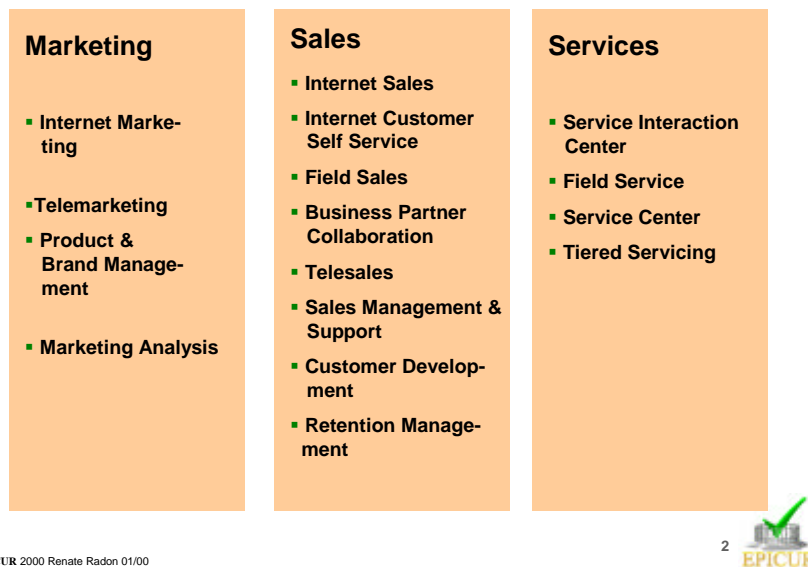 Marketing
▪ Internet Marke-
ting
▪Telemarketing
▪ Product &
Brand Manage-
ment
▪ Marketing Analysis
Sales
▪ Internet Sales
▪ Internet Customer
Self Service
▪ Field Sales
▪ Business Partner
Collaboration
▪ Telesales
▪ Sales Management &
Support
▪ Customer Develop-
ment
▪ Retention Manage-
ment
Services
▪ Service Interaction
Center
▪ Field Service
▪ Service Center
▪ Tiered Servicing
UR 2000 Renate Radon 01/00
2
EPICUR